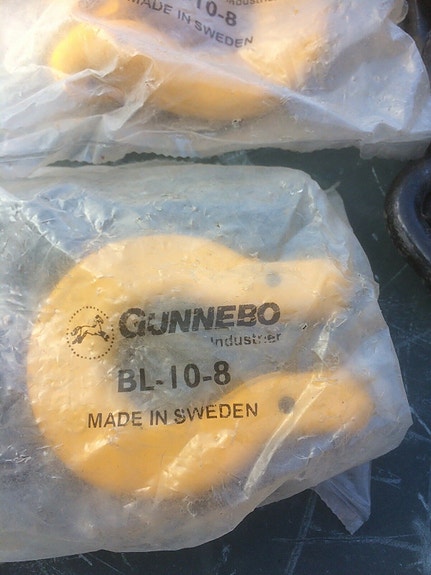 10-8
MADE IN SWEDEN
GUNNEBO
Industrier
BL-10-8
MADE IN SWEDEN